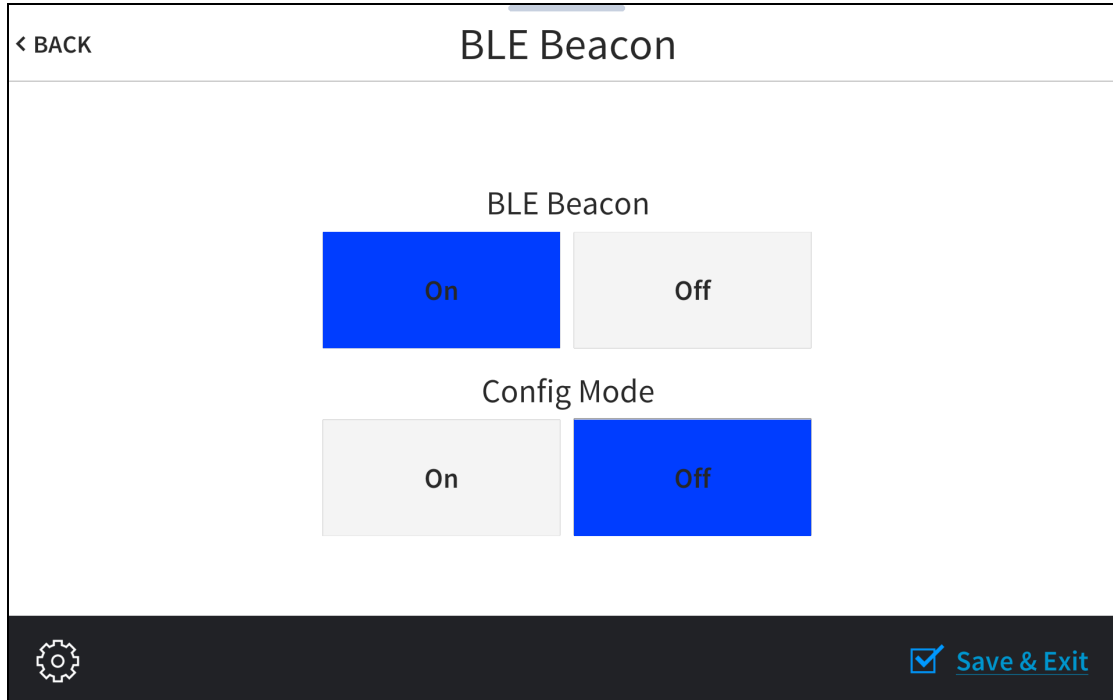 < BACK
BLE Beacon
BLE Beacon
On
Off
Config Mode
On
Off
Save & Exit